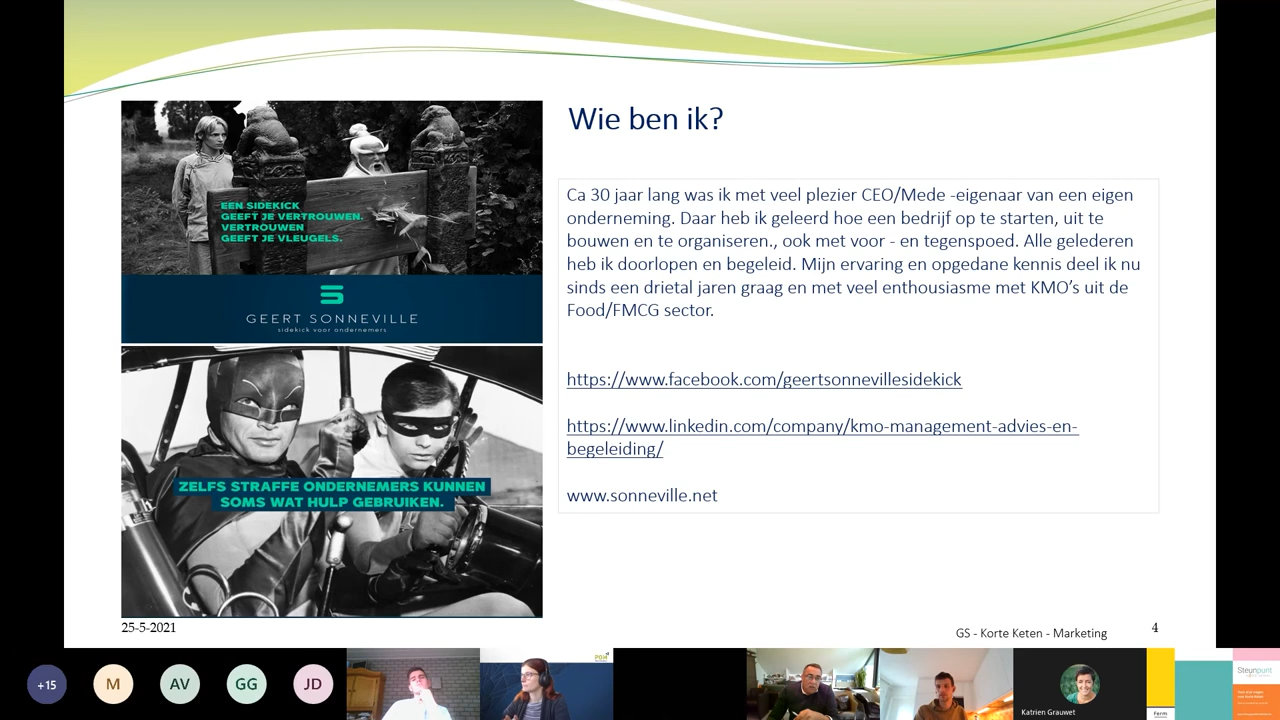 Wie ben ik?
EEN SIDEKICK
GEEFT JE VERTROUWEN.
VERTROUWEN
GEEFT JE VLEUGELS.
GEERT SONNEVILLE
sidekick voor ondernemers
ZELFS STRAFFE ONDERNEMERS KUNNEN
SOMS WAT HULP GEBRUIKEN.
Ca 30 jaar lang was ik met veel plezier CEO/Mede -eigenaar van een eigen
onderneming. Daar heb ik geleerd hoe een bedrijf op te starten, uit te
bouwen en te organiseren., ook met voor - en tegenspoed. Alle gelederen
heb ik doorlopen en begeleid. Mijn ervaring en opgedane kennis deel ik nu
sinds een drietal jaren graag en met veel enthousiasme met KMO’s uit de
Food/FMCG sector.
https://www.facebook.com/geertsonnevillesidekick
https://www.linkedin.com/company/kmo-management-advies-en-
begeleiding/
www.sonneville.net
25-5-2021
GS - Korte Keten - Marketing
4
+15
M
AV
GG
JD
POM
Katrien Grauwet
Ferm
Steunpunt